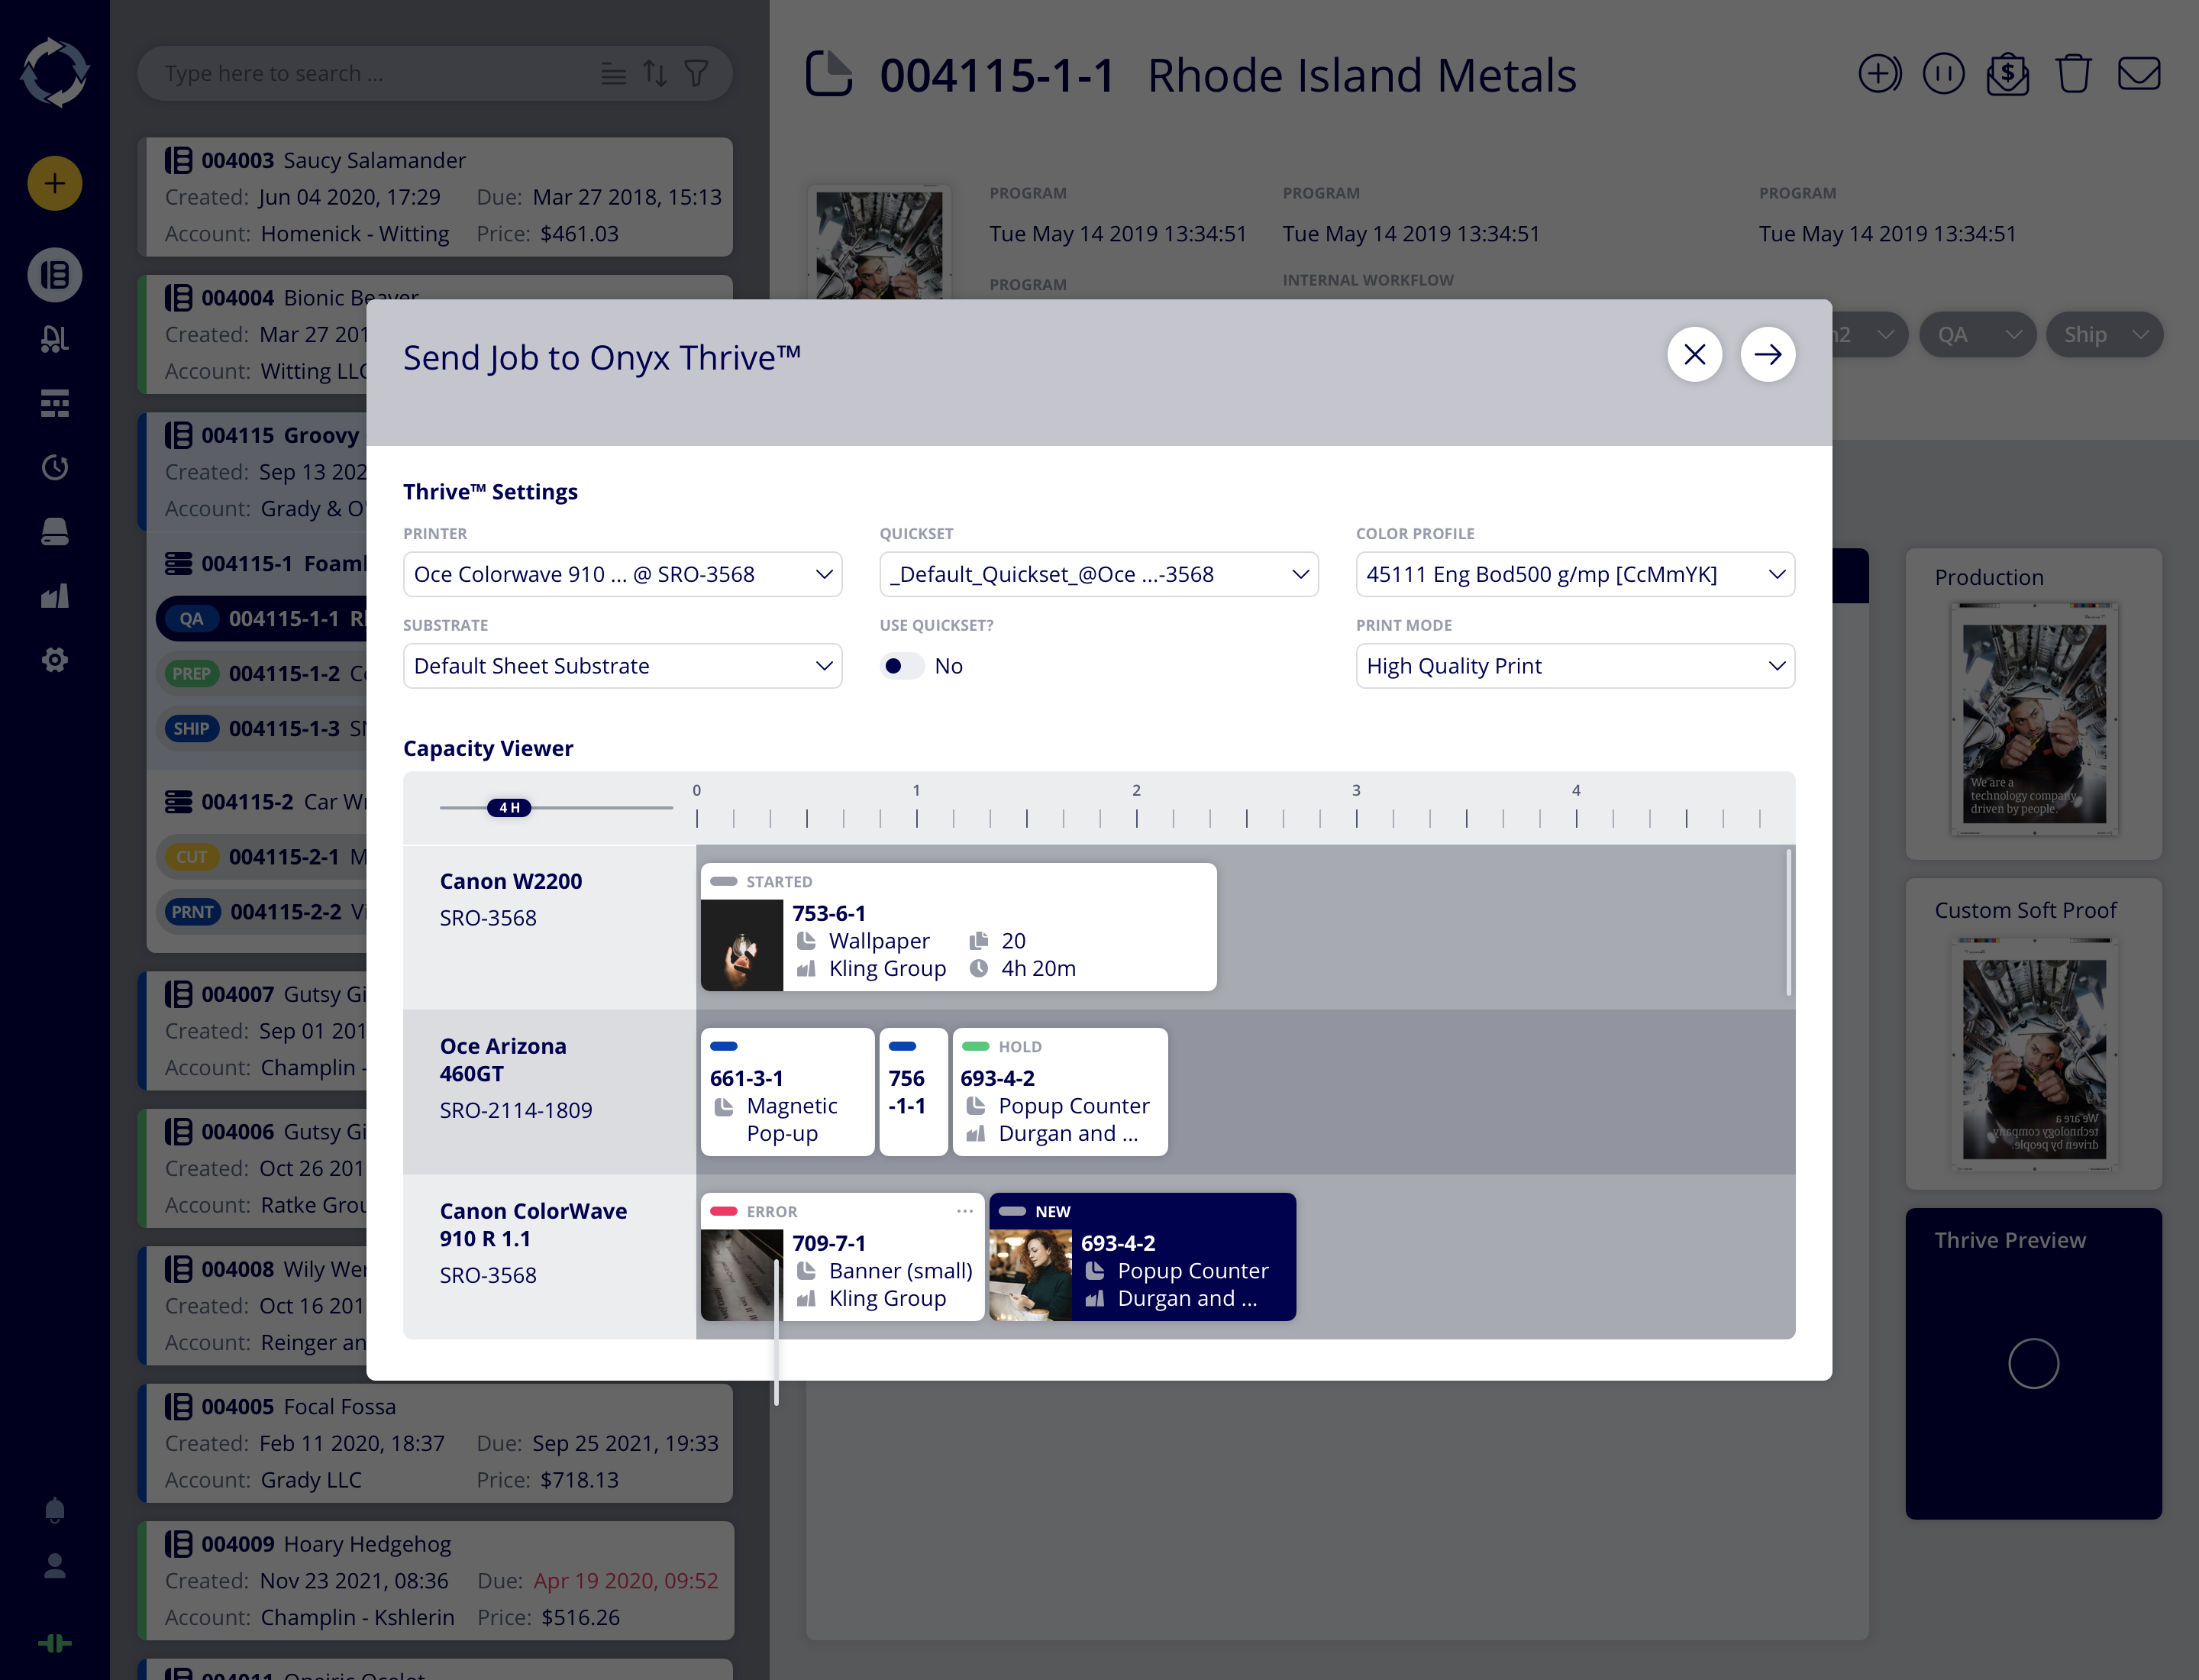 Type here to search ...
004003 Saucy Salamander
Created: Jun 04 2020, 17:29 Due: Mar 27 2018, 15:13
Account: Homenick - Witting Price: $461.03
004004 Bionic Beaver
Created: Mar 27 201
Account: Witting LLC
004115 Groovy
Created: Sep 13 202
Account: Grady & O'
004115-1 Foam
QA 004115-1-1
PREP 004115-1-2
SHIP 004115-1-3
004115-2 Car
CUT 004115-2-1
PRNT 004115-2-2
004007 Gutsy Gi
Created: Sep 01 201
Account: Champlin -
004006 Gutsy Gi
Created: Oct 26 201
Account: Ratke Grou
004008 Wily We
Created: Oct 16 201
Account: Reinger an
004005 Focal Fossa
Created: Feb 11 2020, 18:37 Due: Sep 25 2021, 19:33
Account: Grady LLC Price: $718.13
004009 Hoary Hedgehog
Created: Nov 23 2021, 08:36 Due: Apr 19 2020, 09:52
Account: Champlin - Kshlerin Price: $516.26
004115-1-1 Rhode Island Metals
$
PROGRAM PROGRAM PROGRAM
Tue May 14 2019 13:34:51 Tue May 14 2019 13:34:51 Tue May 14 2019 13:34:51
PROGRAM INTERNAL WORKFLOW
QA Ship
Send Job to Onyx Thrive™
Thrive™ Settings
PRINTER QUICKSET COLOR PROFILE
Oce Colorwave 910 ... @ SRO-3568 _Default_Quickset_@Oce ...-3568 45111 Eng Bod500 g/mp [CcMmYK]
SUBSTRATE USE QUICKSET? PRINT MODE
Default Sheet Substrate No High Quality Print
Capacity Viewer
4 H 0 1 2 3 4
Canon W2200
SRO-3568
STARTED
753-6-1
Wallpaper 20
Kling Group 4h 20m
Oce Arizona
460GT
SRO-2114-1809
661-3-1
Magnetic
Pop-up
756
-1-1
HOLD
693-4-2
Popup Counter
Durgan and ...
Canon ColorWave
910 R 1.1
SRO-3568
ERROR ...
709-7-1
Banner (small)
Kling Group
NEW
693-4-2
Popup Counter
Durgan and ...
Production
We are a
technology company
driven by people.
Custom Soft Proof
We are a
technology company
driven by people.
Thrive Preview